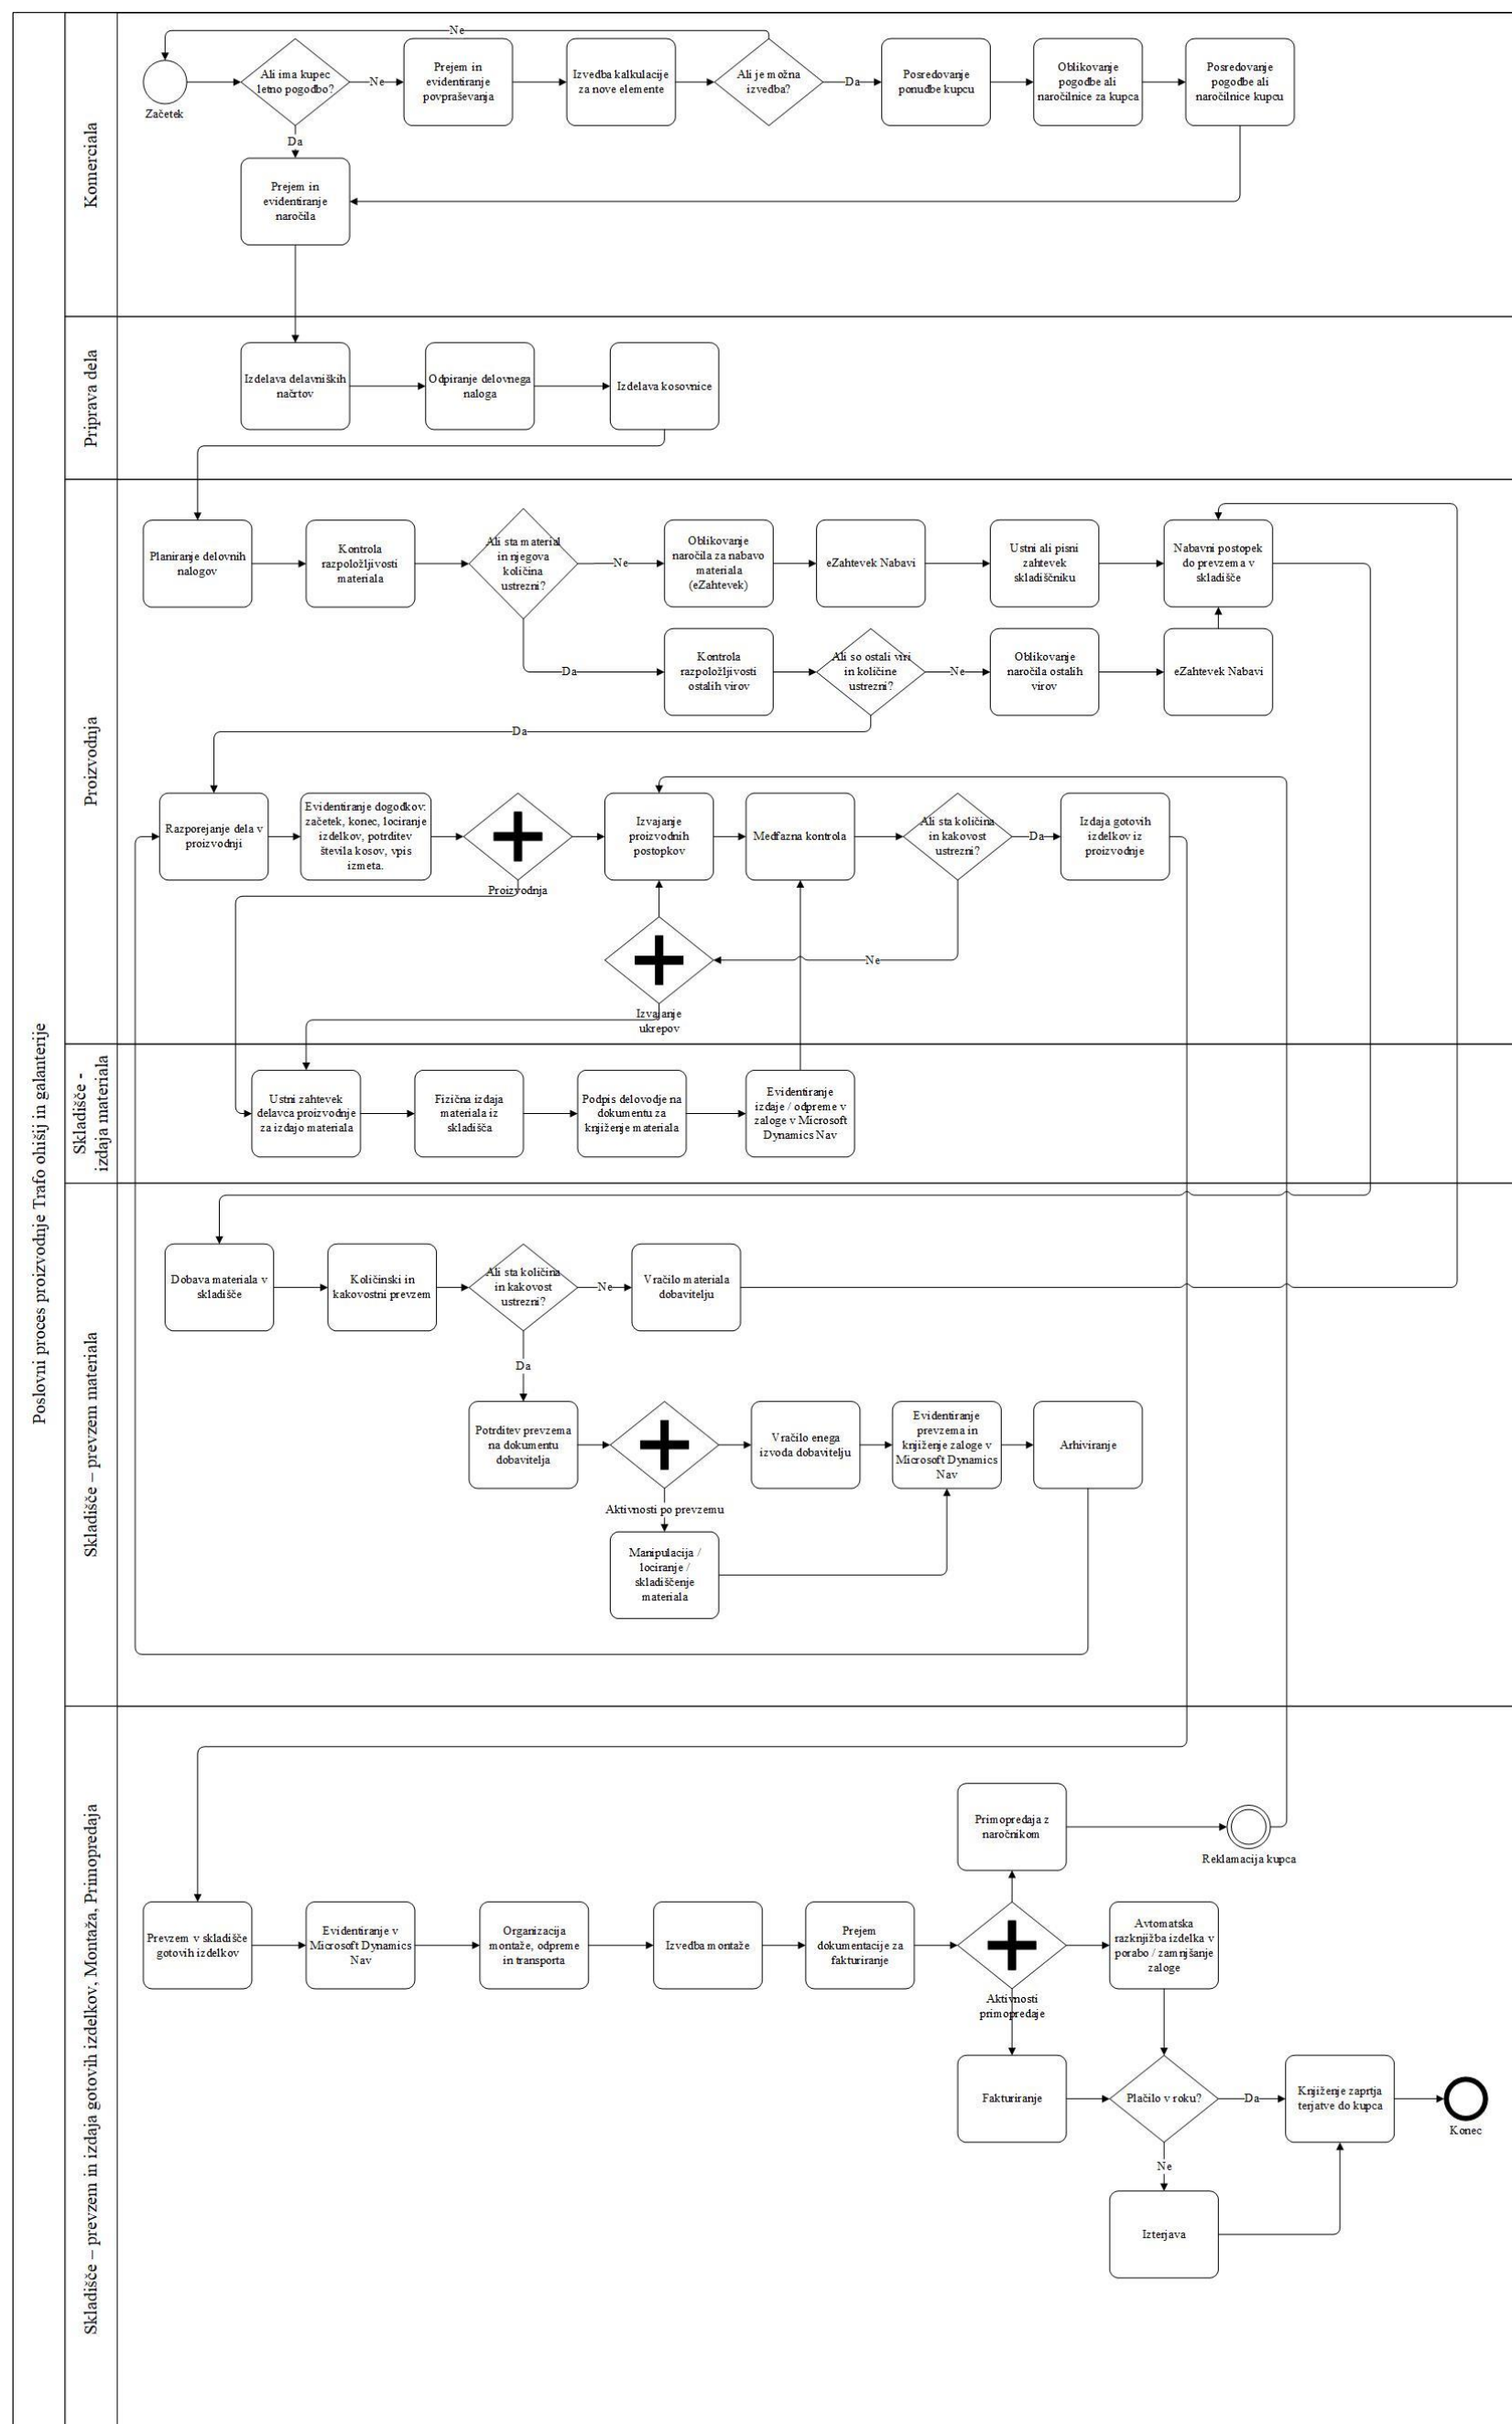 Poslovni proces proizvodnje Trafo ohišij in galanterije
Komerciala
Ne
Začetek
Ali ima kupec
letno pogodbo?
Ne
Prejem in
evidentiranje
povpraševanja
Izvedba kalkulacije
za nove elemente
Ali je možna
izvedba?
Da
Posredovanje
ponudbe kupcu
Oblikovanje
pogodbe ali
naročilnice za kupca
Posredovanje
pogodbe ali
naročilnice kupcu
Da
Prejem in
evidentiranje
naročila
Priprava dela
Izdelava delavniških
načrtov
Odpiranje delovnega
naloga
Izdelava kosovnice
Proizvodnja
Planiranje delovnih
nalogov
Kontrola
razpoložljivosti
materiala
Ali sta material
in njegova
količina
ustrezni?
Ne
Oblikovanje
naročila za nabavo
materiala
(eZahtevek)
eZahtevek Nabavi
Ustni ali pisni
zahtevek
skladiščniku
Nabavni postopek
do prevzema v
skladišče
Da
Kontrola
razpoložljivosti
ostalih virov
Ali so ostali viri
in količine
ustrezni?
Ne
Oblikovanje
naročila ostalih
virov
eZahtevek Nabavi
Da
Razporejanje dela v
proizvodnji
Evidentiranje dogodkov:
začetek, konec, lociranje
izdelkov, potrditev
števila kosov, vpis
izmeta.
Proizvodnja
Izvajanje
proizvodnih
postopkov
Medfazna kontrola
Ali sta količina
in kakovost
ustrezni?
Da
Izdaja gotovih
izdelkov iz
proizvodnje
Ne
Izvajanje
ukrepov
Skladišče -
izdaja materiala
Ustni zahtevek
delavca proizvodnje
za izdajo materiala
Fizična izdaja
materiala iz
skladišča
Podpis delovodje na
dokumentu za
knjiženje materiala
Evidentiranje
izdaje / odpreme v
zaloge v Microsoft
Dynamics Nav
Skladišče – prevzem materiala
Dobava materiala v
skladišče
Količinski in
kakovostni prevzem
Ali sta količina
in kakovost
ustrezni?
Ne
Vračilo materiala
dobavitelju
Da
Potrditev prevzema
na dokumentu
dobavitelja
Aktivnosti po prevzemu
Vračilo enega
izvoda dobavitelju
Evidentiranje
prevzema in
knjiženje zaloge v
Microsoft Dynamics
Nav
Arhiviranje
Manipulacija /
lociranje /
skladiščenje
materiala
Skladišče – prevzem in izdaja gotovih izdelkov, Montaža, Primopredaja
Primopredaja z
naročnikom
Reklamacija kupca
Prevzem v skladišče
gotovih izdelkov
Evidentiranje v
Microsoft Dynamics
Nav
Organizacija
montaže, odpreme
in transporta
Izvedba montaže
Prejem
dokumentacije za
fakturiranje
Aktivnosti
primopredaje
Avtomatska
razknjižba izdelka v
porabo / zamnjšanje
zaloge
Fakturiranje
Plačilo v roku?
Da
Knjiženje zaprtja
terjatve do kupca
Konec
Ne
Izterjava